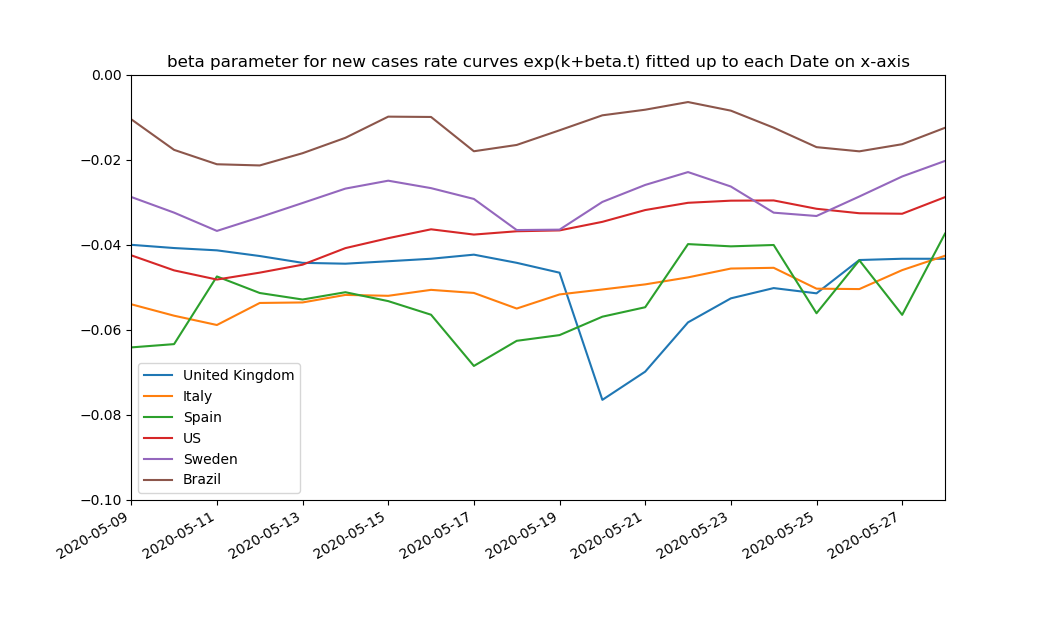 beta parameter for new cases rate curves exp(k+beta.t) fitted up to each Date on x-axis
0.00
−0.02
−0.04
−0.06
−0.08
−0.10
United Kingdom
Italy
Spain
US
Sweden
Brazil
2020-05-09
2020-05-11
2020-05-13
2020-05-15
2020-05-17
2020-05-19
2020-05-21
2020-05-23
2020-05-25
2020-05-27